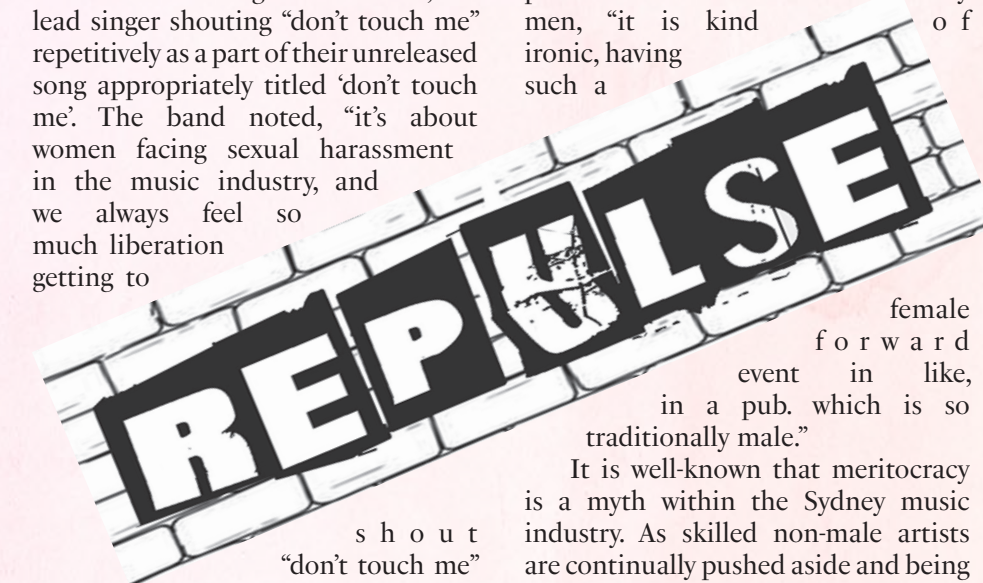 lead singer shouting “don’t touch me”
repetitively as a part of their unreleased
song appropriately titled ‘don’t touch
me’. The band noted, “it’s about
women facing sexual harassment
in the music industry, and
we always feel so
much liberation
getting to
shout
“don’t touch me”
REPULSE
men, “it is kind of
ironic, having
such a
female
forward
event in like,
in a pub. which is so
traditionally male.”
It is well-known that meritocracy
is a myth within the Sydney music
industry. As skilled non-male artists
are continually pushed aside and being